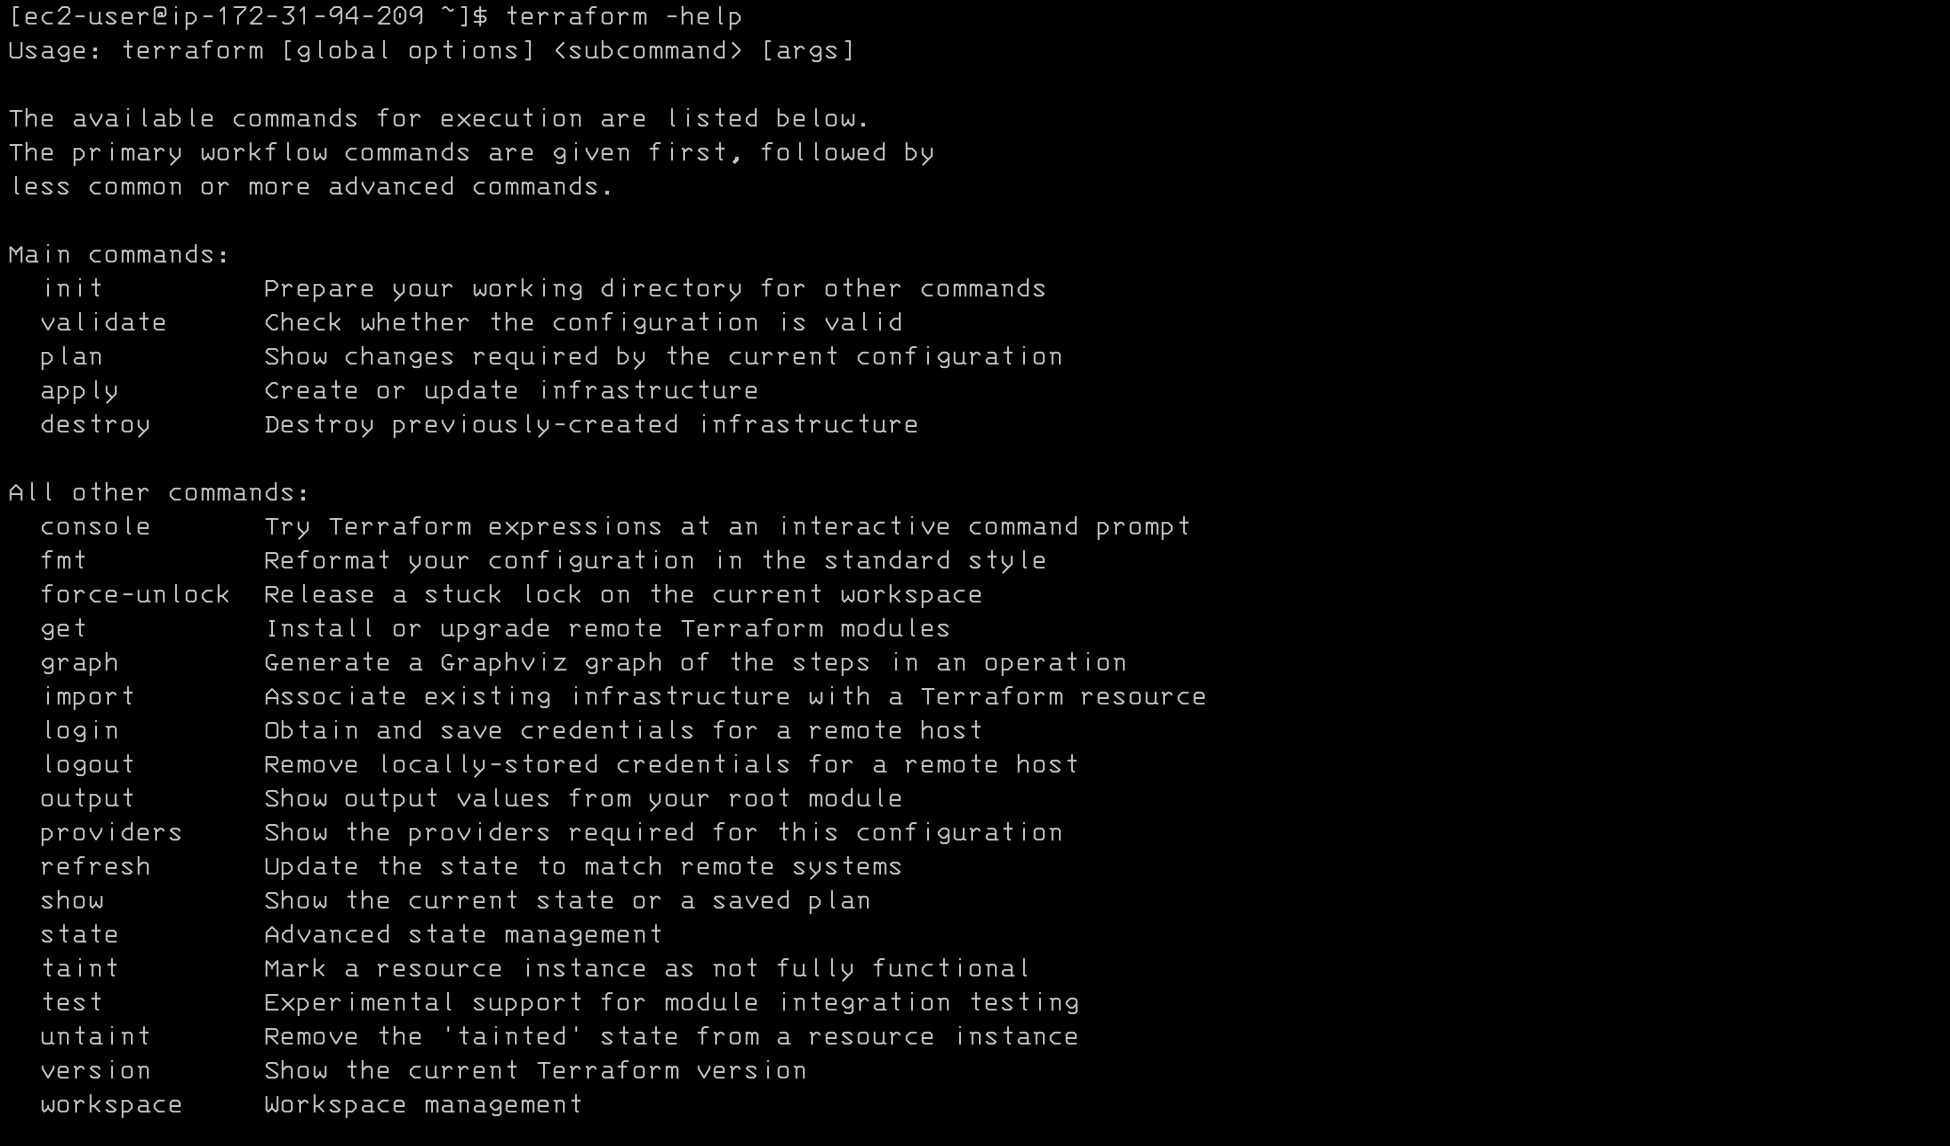 [ec2-user@ip-172-31-94-209 ~]$ terraform -help
Usage: terraform [global options] <subcommand> [args]

The available commands for execution are listed below.
The primary workflow commands are given first, followed by
less common or more advanced commands.

Main commands:
  init          Prepare your working directory for other commands
  validate      Check whether the configuration is valid
  plan          Show changes required by the current configuration
  apply         Create or update infrastructure
  destroy       Destroy previously-created infrastructure

All other commands:
  console       Try Terraform expressions at an interactive command prompt
  fmt           Reformat your configuration in the standard style
  force-unlock  Release a stuck lock on the current workspace
  get           Install or upgrade remote Terraform modules
  graph         Generate a Graphviz graph of the steps in an operation
  import        Associate existing infrastructure with a Terraform resource
  login         Obtain and save credentials for a remote host
  logout        Remove locally-stored credentials for a remote host
  output        Show output values from your root module
  providers     Show the providers required for this configuration
  refresh       Update the state to match remote systems
  show          Show the current state or a saved plan
  state         Advanced state management
  taint         Mark a resource instance as not fully functional
  test          Experimental support for module integration testing
  untaint       Remove the 'tainted' state from a resource instance
  version       Show the current Terraform version
  workspace     Workspace management